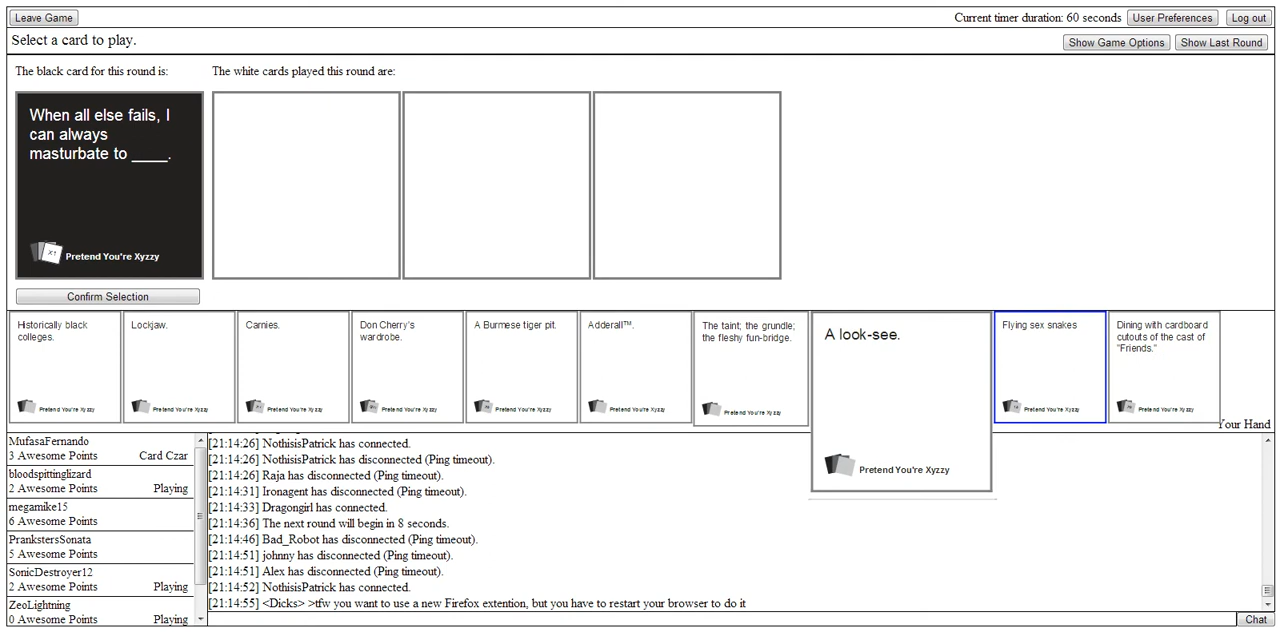 Leave Game
Current timer duration: 60 seconds
User Preferences
Log out
Select a card to play.
Show Game Options
Show Last Round
The black card for this round is:
The white cards played this round are:
When all else fails, I
can always
masturbate to ____.
Pretend You're Xyzzy
Confirm Selection
Historically black
colleges.
Pretend You're Xyzzy
Lockjaw.
Pretend You're Xyzzy
Carnies.
Pretend You're Xyzzy
Don Cherry's
wardrobe.
Pretend You're Xyzzy
A Burmese tiger pit.
Pretend You're Xyzzy
Adderall™.
Pretend You're Xyzzy
The taint; the grundle;
the fleshy fun-bridge.
Pretend You're Xyzzy
A look-see.
Pretend You're Xyzzy
Flying sex snakes
Pretend You're Xyzzy
Dining with cardboard
cutouts of the cast of
"Friends."
Pretend You're Xyzzy
Your Hand
MufasaFernando
3 Awesome Points Card Czar
bloodspittinglizard
2 Awesome Points Playing
megamike15
6 Awesome Points
PrankstersSonata
5 Awesome Points
SonicDestroyer12
2 Awesome Points Playing
ZeoLightning
0 Awesome Points Playing
[21:14:26] NothisisPatrick has connected.
[21:14:26] NothisisPatrick has disconnected (Ping timeout).
[21:14:26] Raja has disconnected (Ping timeout).
[21:14:31] Ironagent has disconnected (Ping timeout).
[21:14:33] Dragongirl has connected.
[21:14:36] The next round will begin in 8 seconds.
[21:14:46] Bad_Robot has disconnected (Ping timeout).
[21:14:51] johnny has disconnected (Ping timeout).
[21:14:51] Alex has disconnected (Ping timeout).
[21:14:52] NothisisPatrick has connected.
[21:14:55] <Dicks> >tfw you want to use a new Firefox extention, but you have to restart your browser to do it
Chat